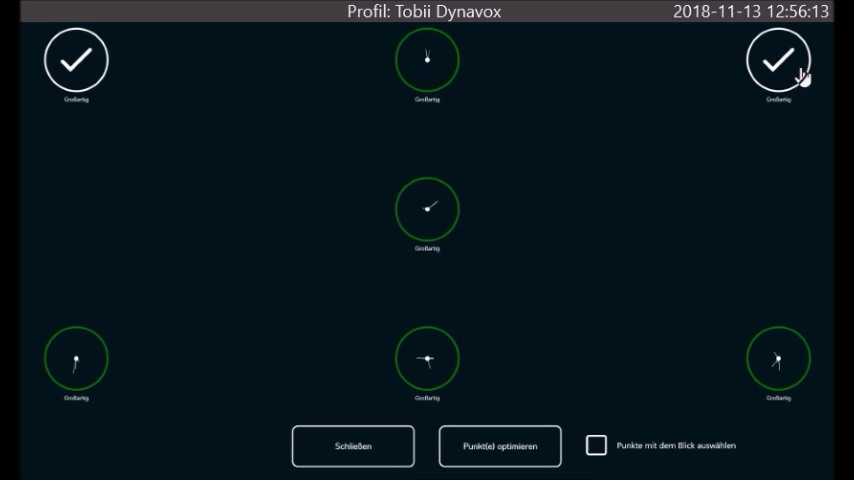 Profil: Tobii Dynavox 2018-11-13 12:56:13
Großartig Großartig Großartig
Großartig
Großartig Großartig Großartig
Schließen Punkt(e) optimieren Punkte mit dem Blick auswählen